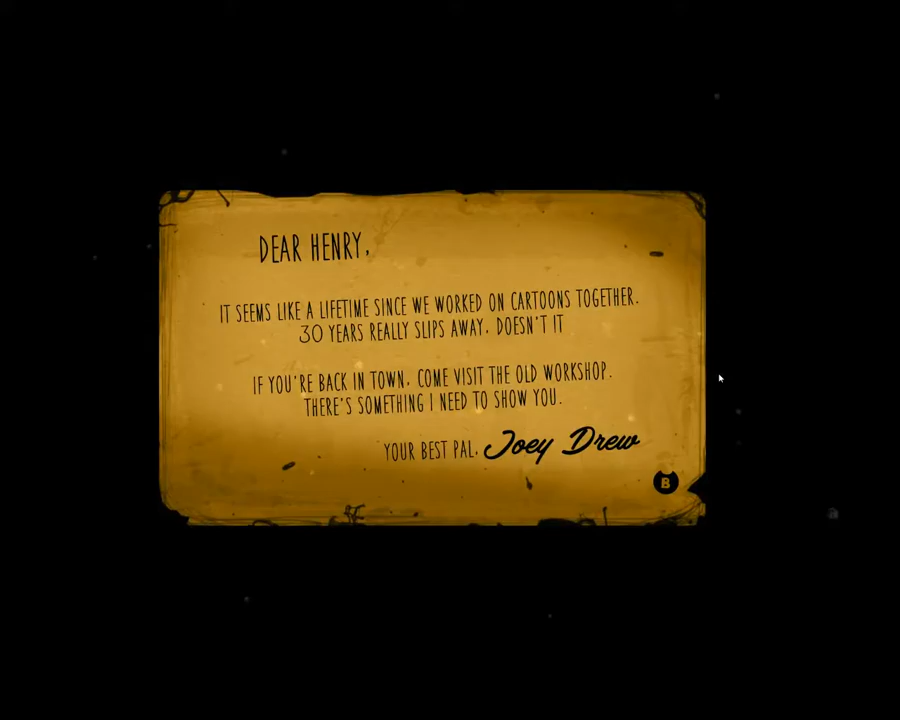 DEAR HENRY,
IT SEEMS LIKE A LIFETIME SINCE WE WORKED ON CARTOONS TOGETHER.
30 YEARS REALLY SLIPS AWAY, DOESN'T IT
IF YOU'RE BACK IN TOWN, COME VISIT THE OLD WORKSHOP.
THERE'S SOMETHING I NEED TO SHOW YOU.
YOUR BEST PAL, Joey Drew
B